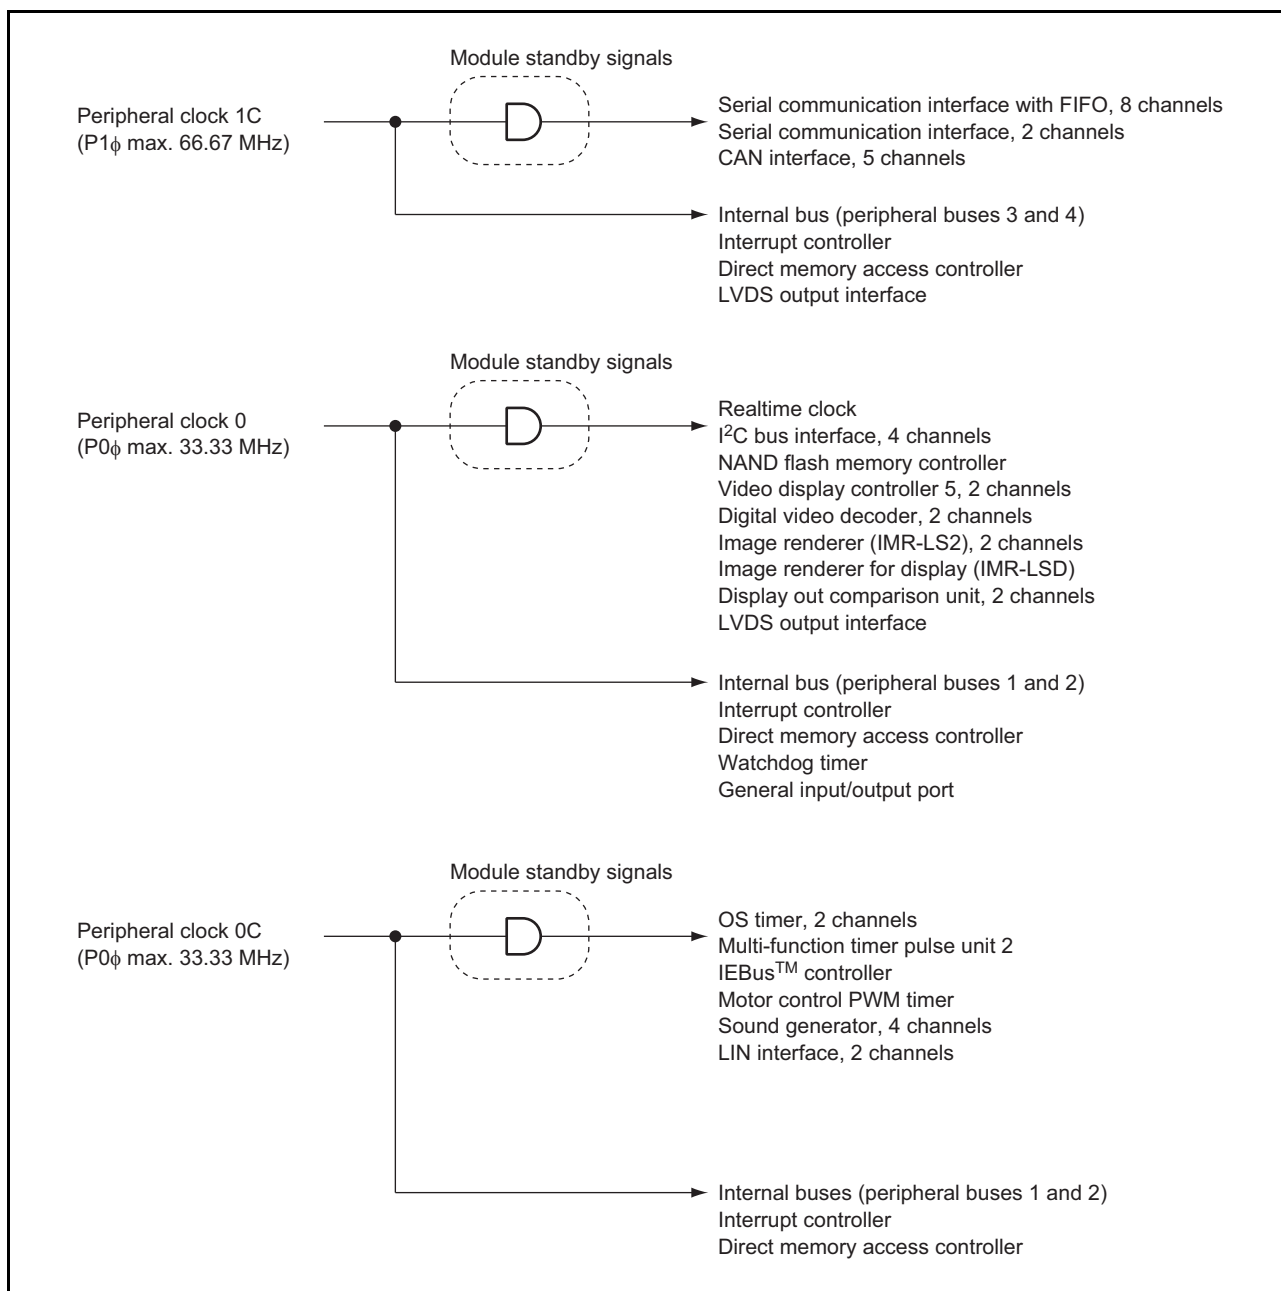 Module standby signals
Peripheral clock 1C
(P1ϕ max. 66.67 MHz)
Serial communication interface with FIFO, 8 channels
Serial communication interface, 2 channels
CAN interface, 5 channels
Internal bus (peripheral buses 3 and 4)
Interrupt controller
Direct memory access controller
LVDS output interface
Module standby signals
Peripheral clock 0
(P0ϕ max. 33.33 MHz)
Realtime clock
I²C bus interface, 4 channels
NAND flash memory controller
Video display controller 5, 2 channels
Digital video decoder, 2 channels
Image renderer (IMR-LS2), 2 channels
Image renderer for display (IMR-LSD)
Display out comparison unit, 2 channels
LVDS output interface
Internal bus (peripheral buses 1 and 2)
Interrupt controller
Direct memory access controller
Watchdog timer
General input/output port
Module standby signals
Peripheral clock 0C
(P0ϕ max. 33.33 MHz)
OS timer, 2 channels
Multi-function timer pulse unit 2
IEBus™ controller
Motor control PWM timer
Sound generator, 4 channels
LIN interface, 2 channels
Internal buses (peripheral buses 1 and 2)
Interrupt controller
Direct memory access controller